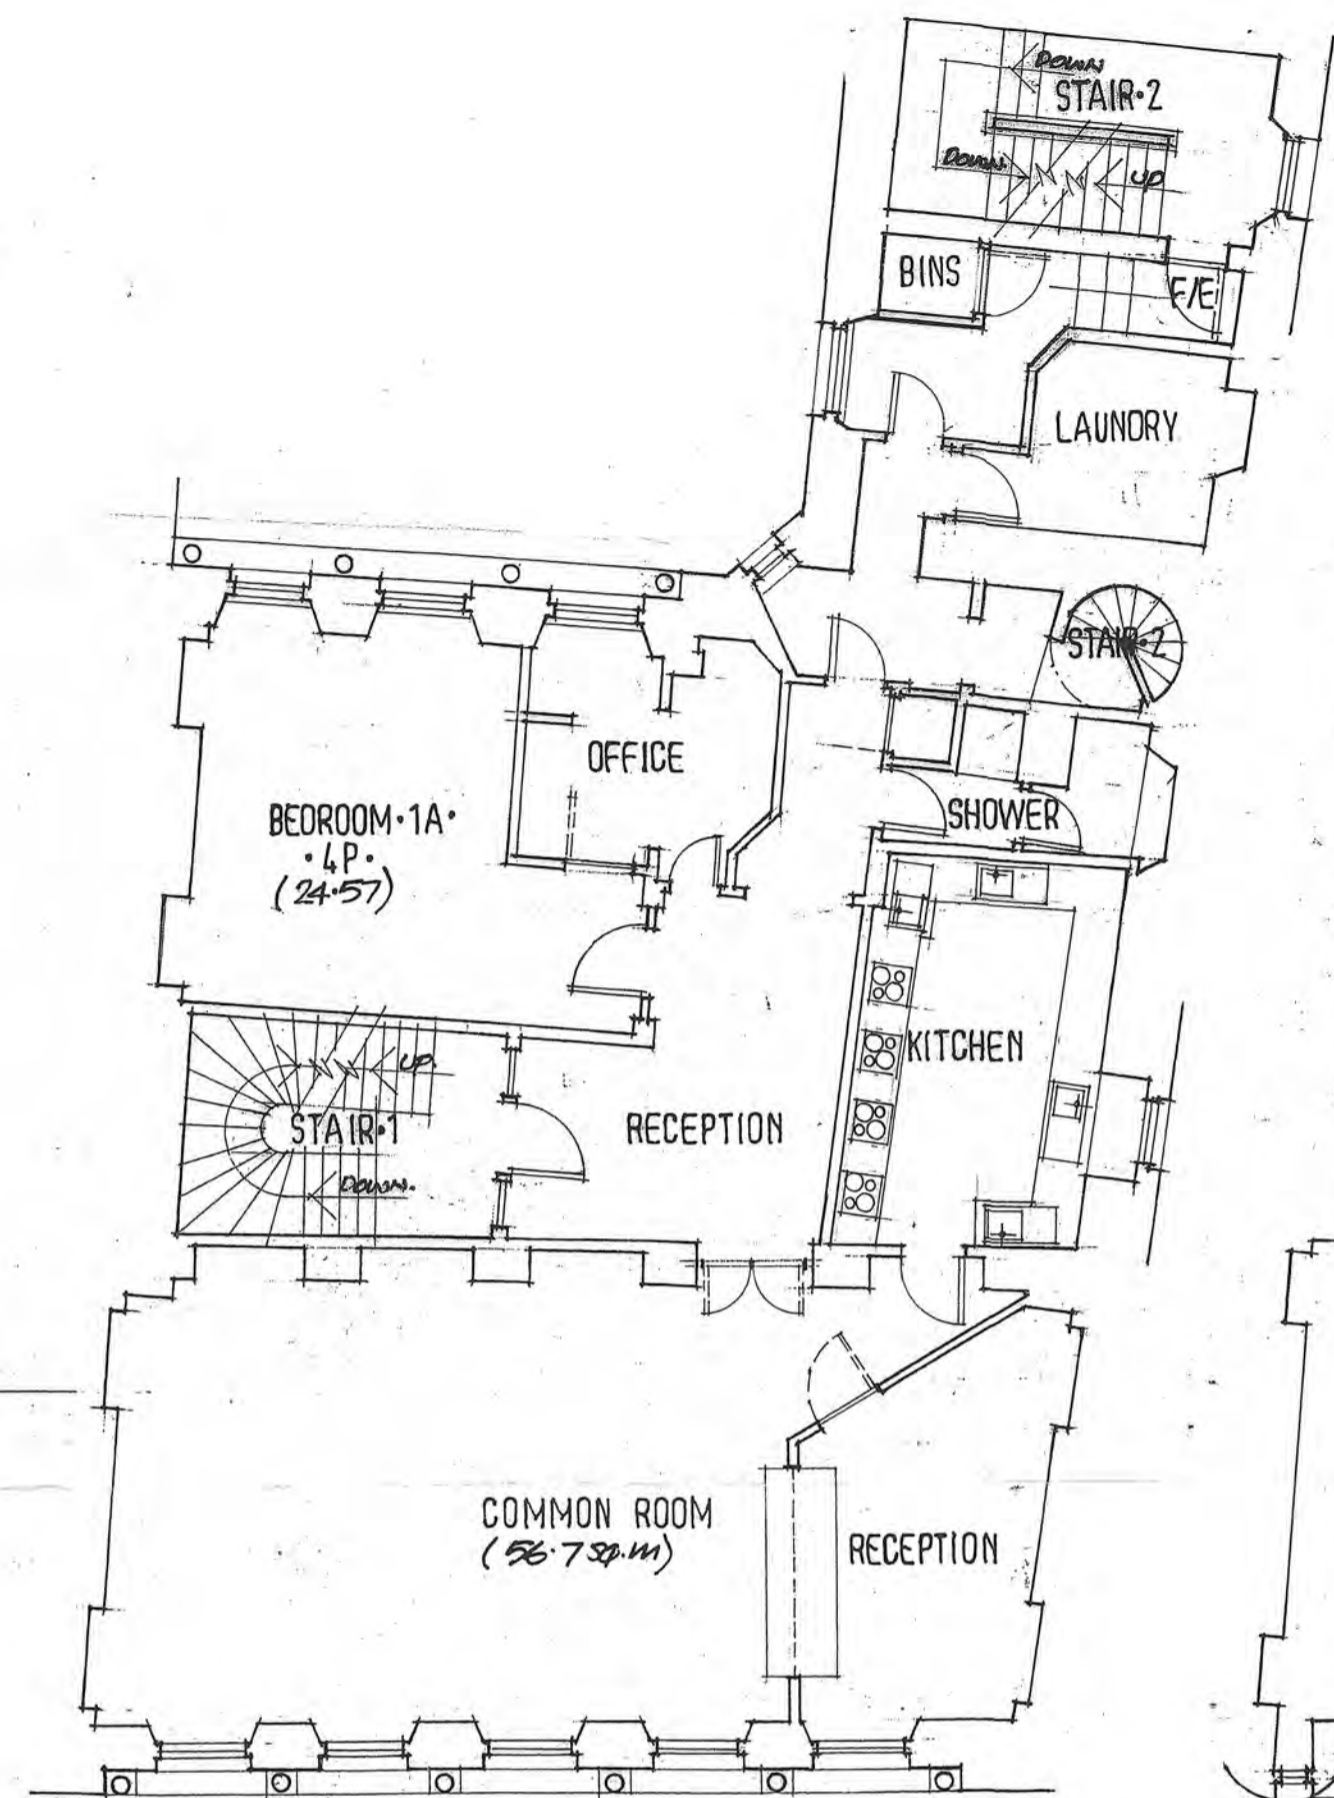 DOWN
STAIR·2
DOWN
UP
BINS
F/E
LAUNDRY
STAIR·2
OFFICE
BEDROOM·1A·
·4P·
(24·57)
SHOWER
KITCHEN
UP.
STAIR·1
RECEPTION
DOWN.
COMMON ROOM
(56·7 SQ.M)
RECEPTION